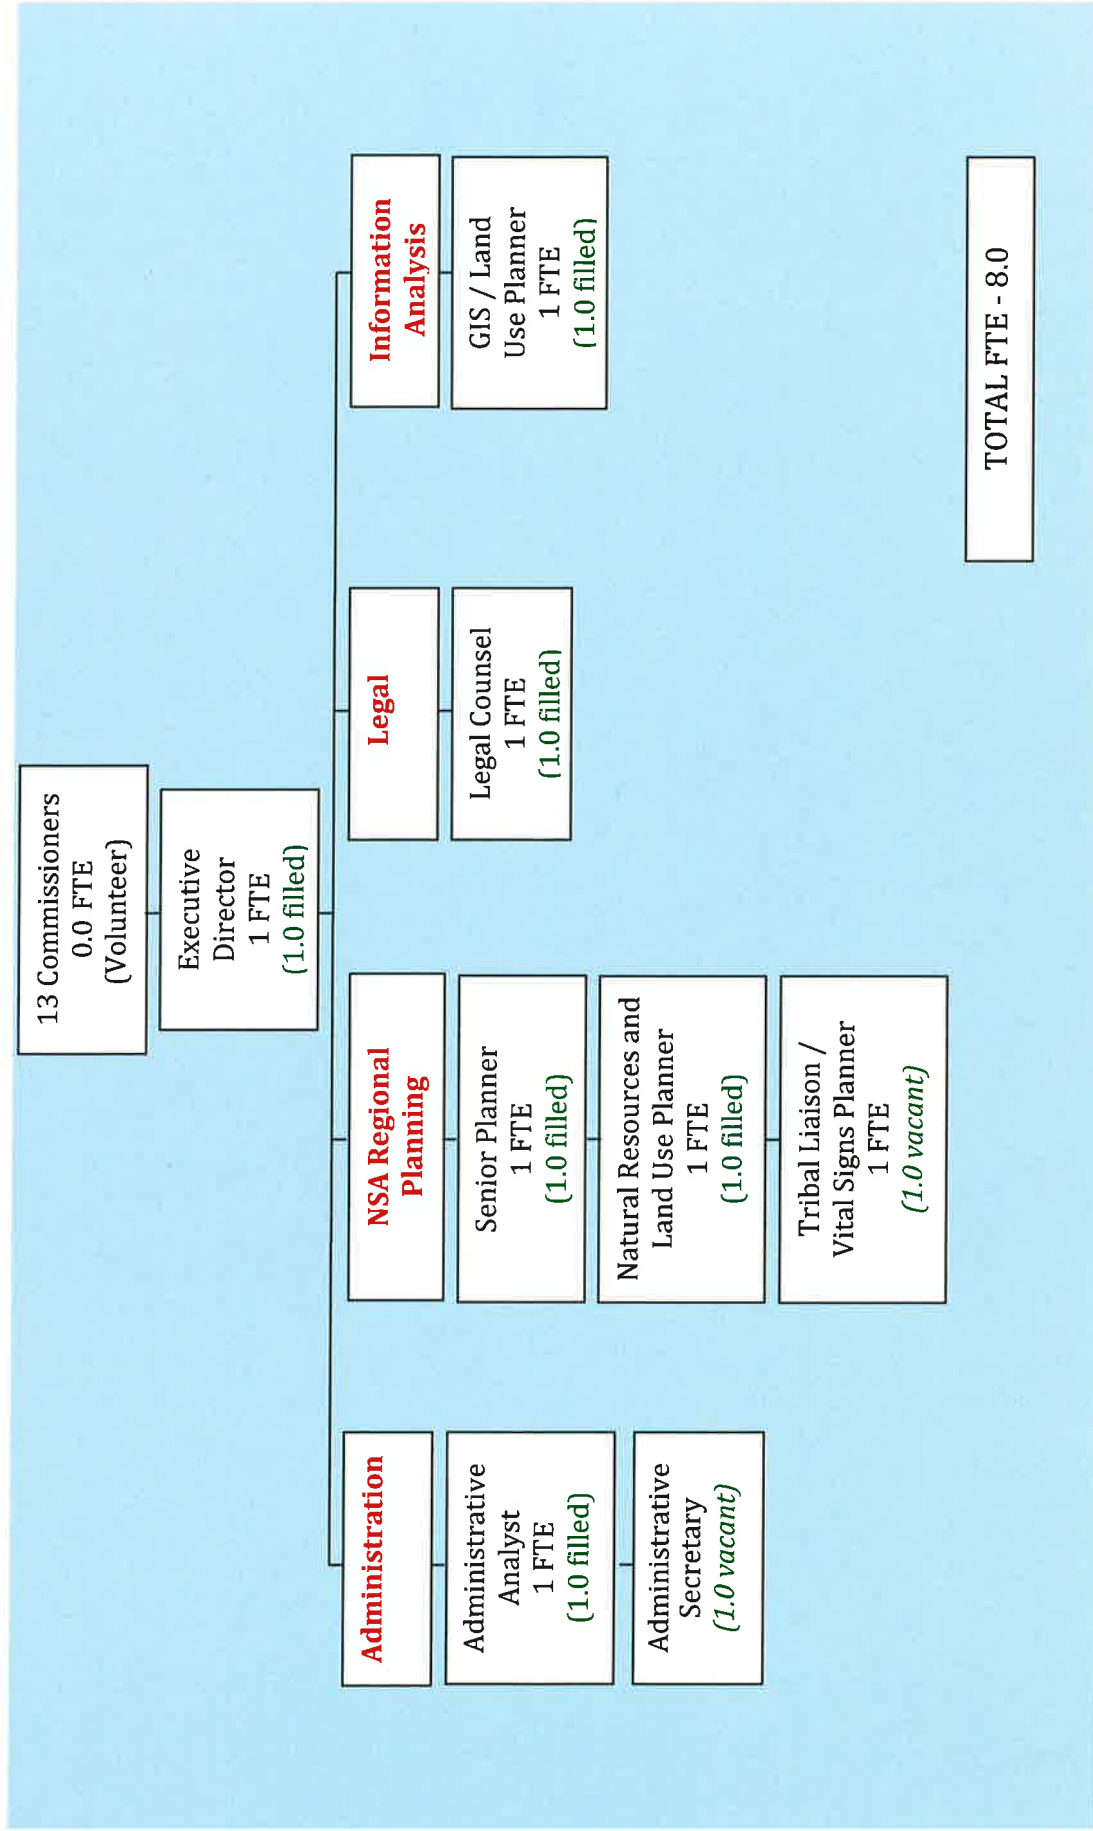 13 Commissioners
0.0 FTE
(Volunteer)
Executive
Director
1 FTE
(1.0 filled)
Administration
Administrative
Analyst
1 FTE
(1.0 filled)
Administrative
Secretary
(1.0 vacant)
NSA Regional
Planning
Senior Planner
1 FTE
(1.0 filled)
Natural Resources and
Land Use Planner
1 FTE
(1.0 filled)
Tribal Liaison /
Vital Signs Planner
1 FTE
(1.0 vacant)
Legal
Legal Counsel
1 FTE
(1.0 filled)
Information
Analysis
GIS / Land
Use Planner
1 FTE
(1.0 filled)
TOTAL FTE - 8.0